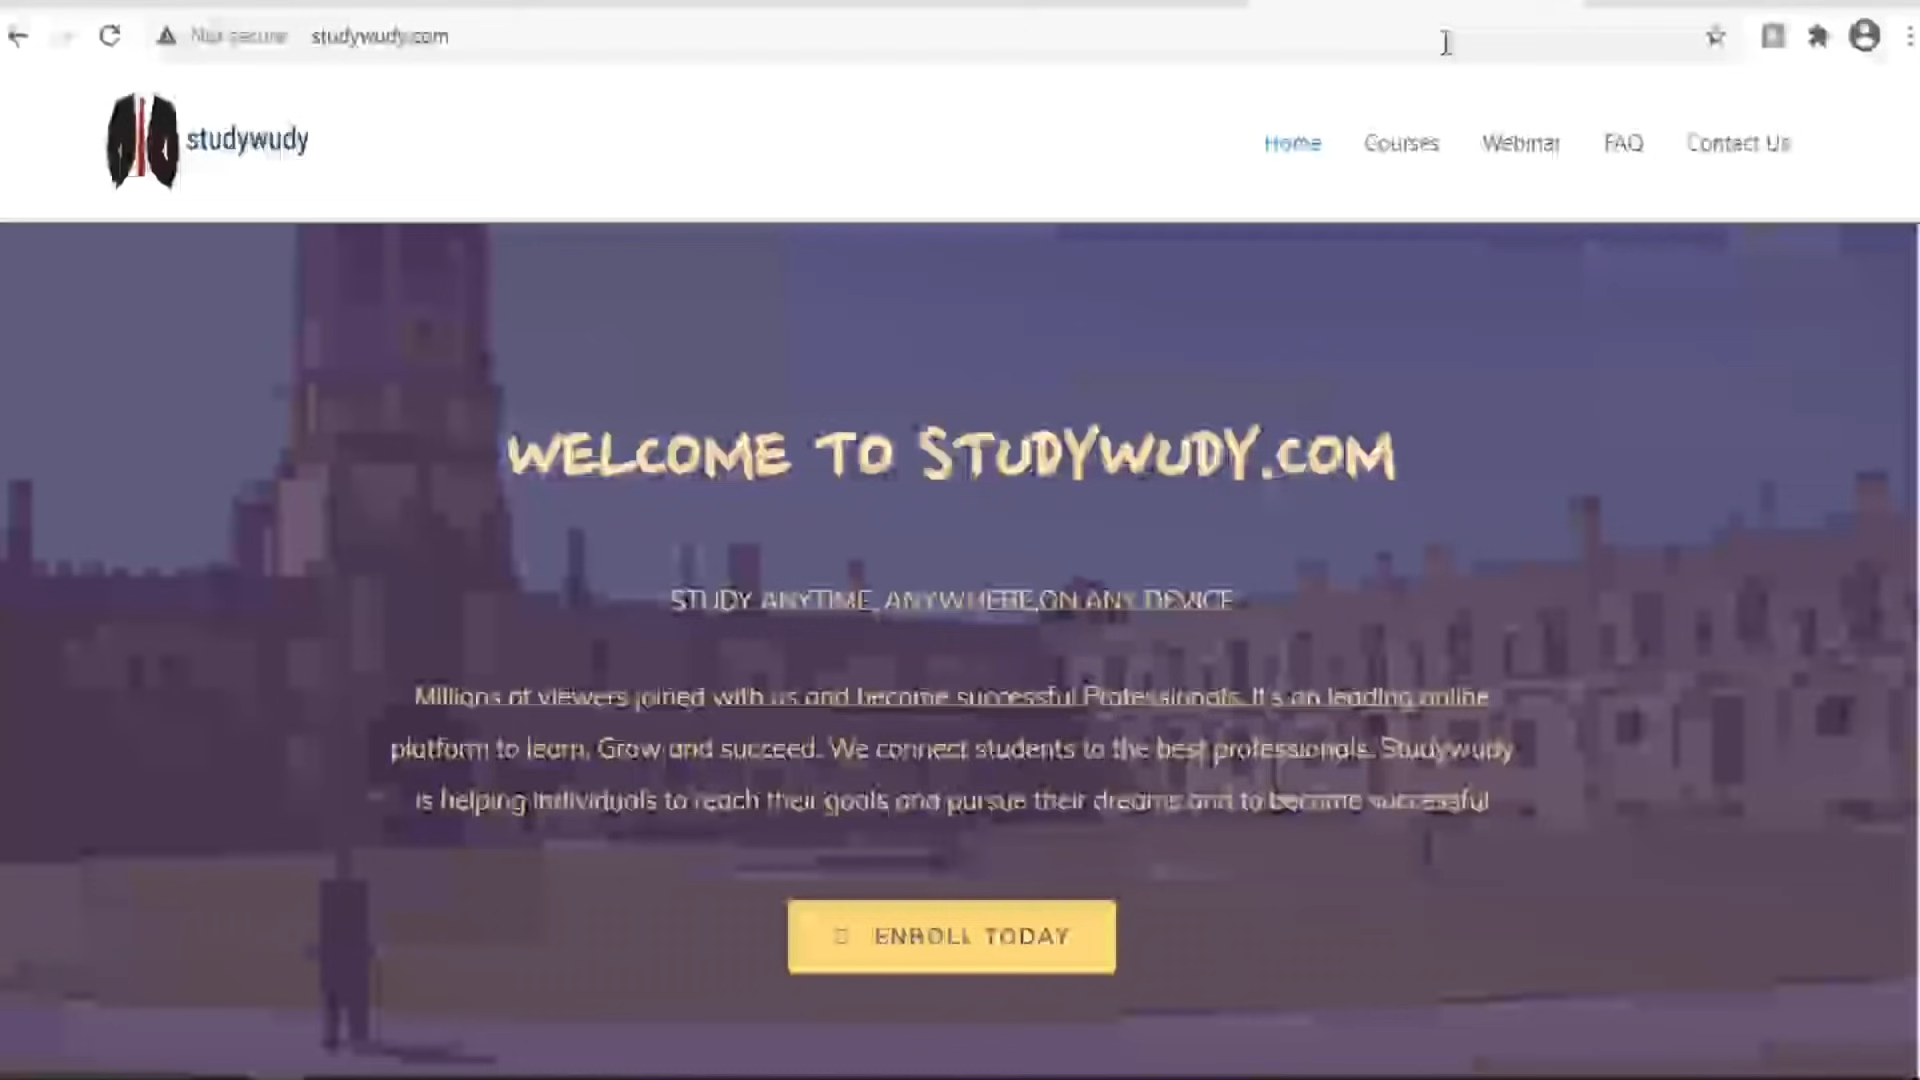 Not secure studywudy.com
studywudy
Home Courses Webinar FAQ Contact Us
WELCOME TO STUDYWUDY.COM
STUDY ANYTIME, ANYWHERE,ON ANY DEVICE
Millions of viewers joined with us and become successful Professionals. It's an leading online
platform to learn, Grow and succeed. We connect students to the best professionals. Studywudy
is helping individuals to reach their goals and pursue their dreams and to become successful
ENROLL TODAY